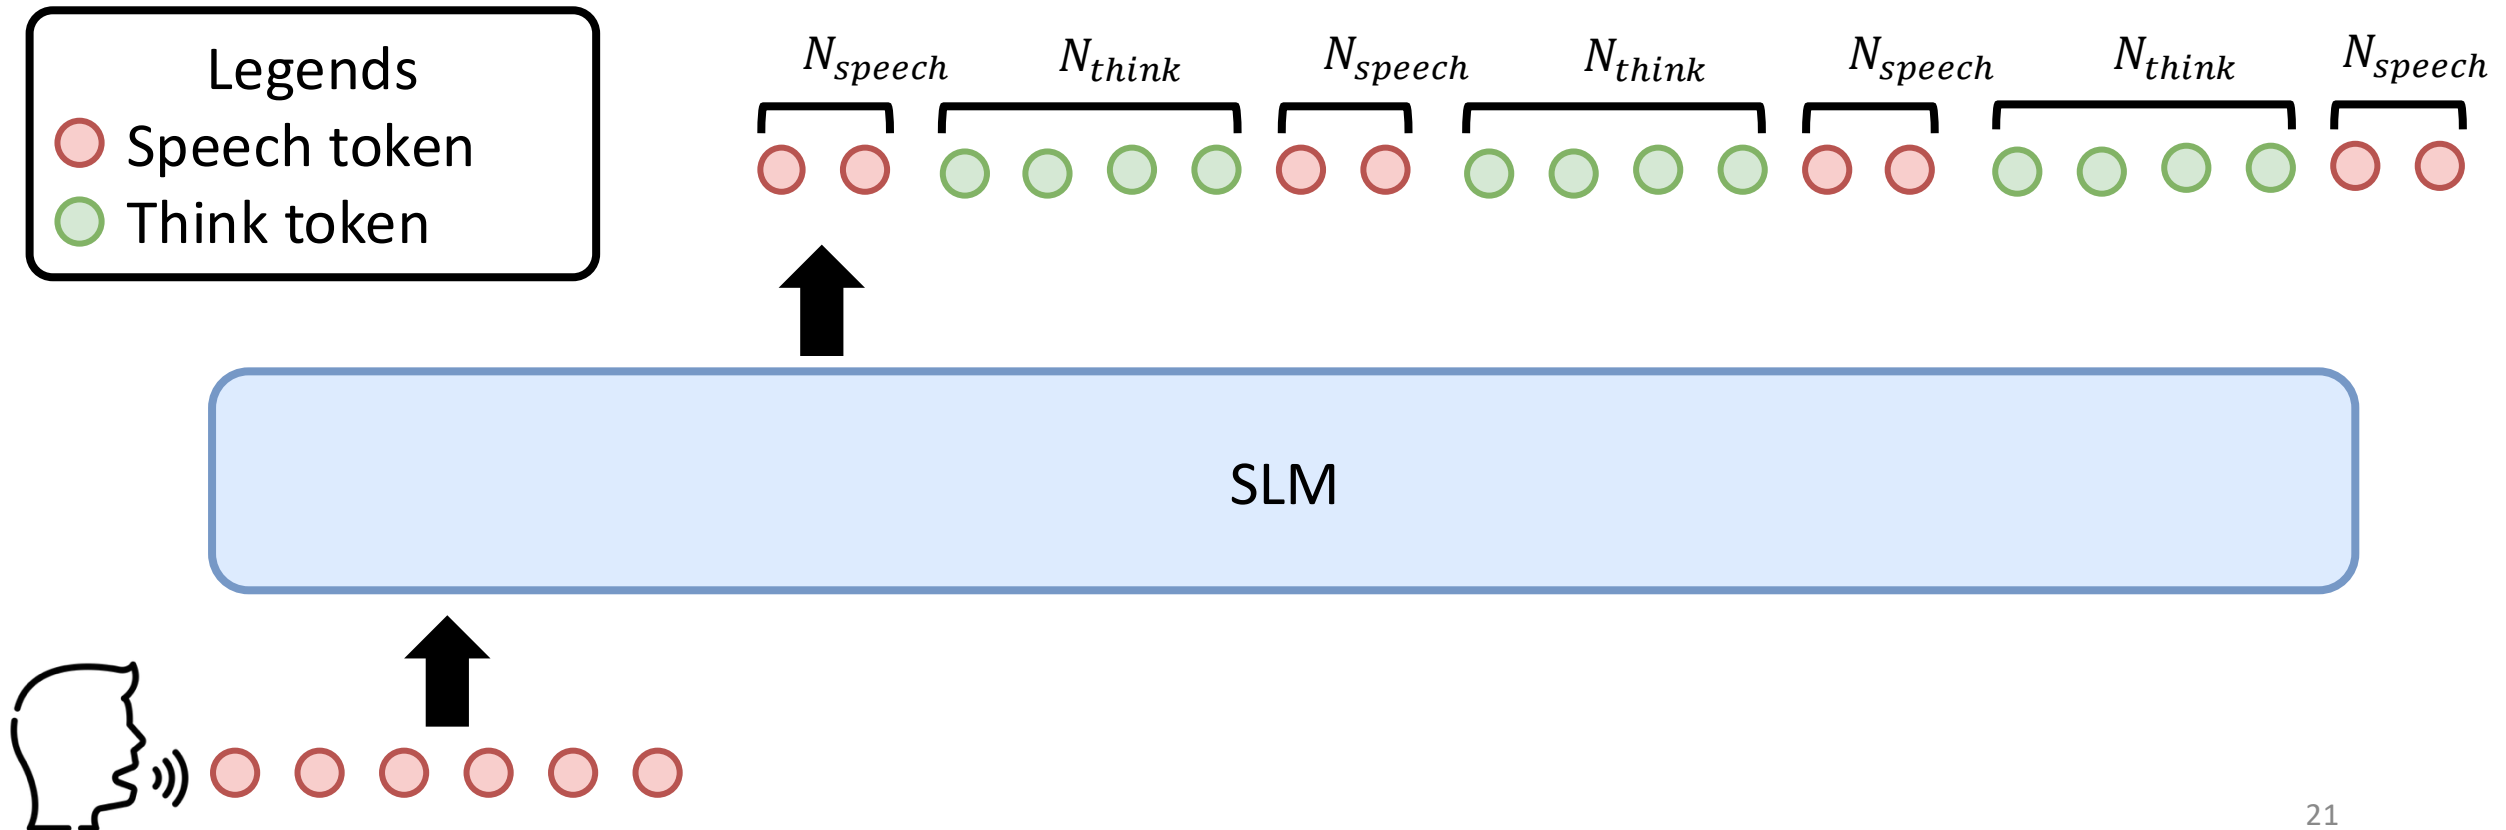 Legends
Speech token
Think token
N_speech N_think N_speech N_think N_speech N_think N_speech
SLM
21